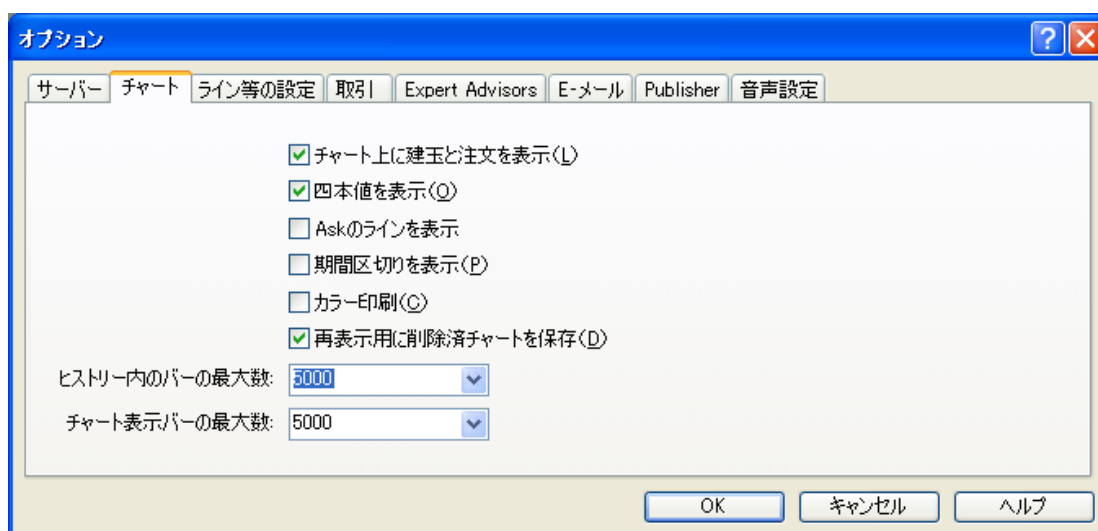 オプション
サーバー チャート ライン等の設定 取引 Expert Advisors E-メール Publisher 音声設定
チャート上に建玉と注文を表示(L)
四本値を表示(O)
Askのラインを表示
期間区切りを表示(P)
カラー印刷(C)
再表示用に削除済チャートを保存(D)
ヒストリー内のバーの最大数: 5000
チャート表示バーの最大数: 5000
OK キャンセル ヘルプ